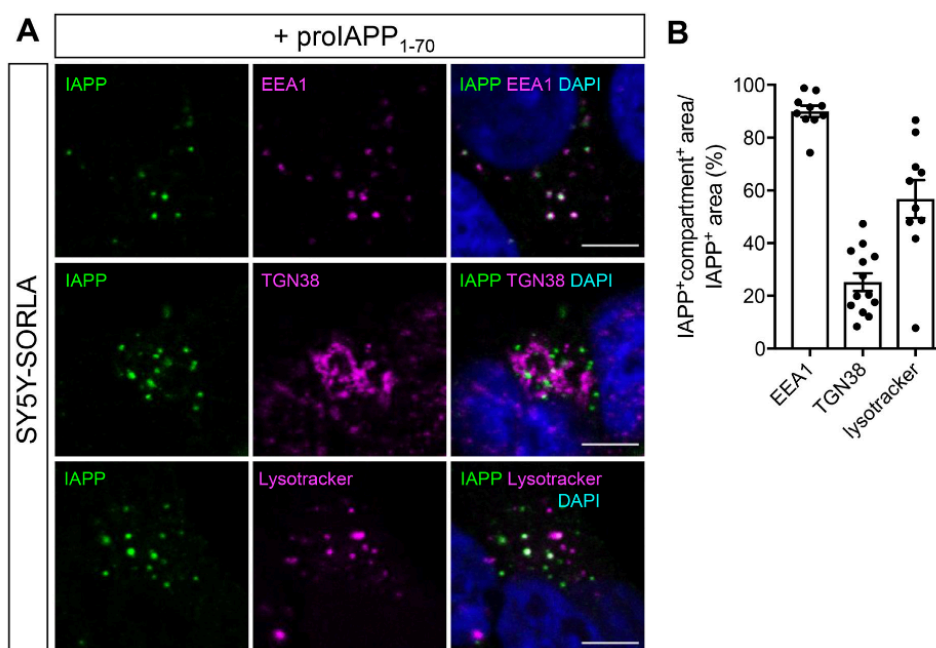 A
+ proIAPP₁₋₇₀
SY5Y-SORLA
IAPP
EEA1
IAPP EEA1 DAPI
IAPP
TGN38
IAPP TGN38 DAPI
IAPP
Lysotracker
IAPP Lysotracker
DAPI
B
IAPP⁺compartment⁺ area/
IAPP⁺ area (%)
100
80
60
40
20
0
EEA1
TGN38
lysotracker